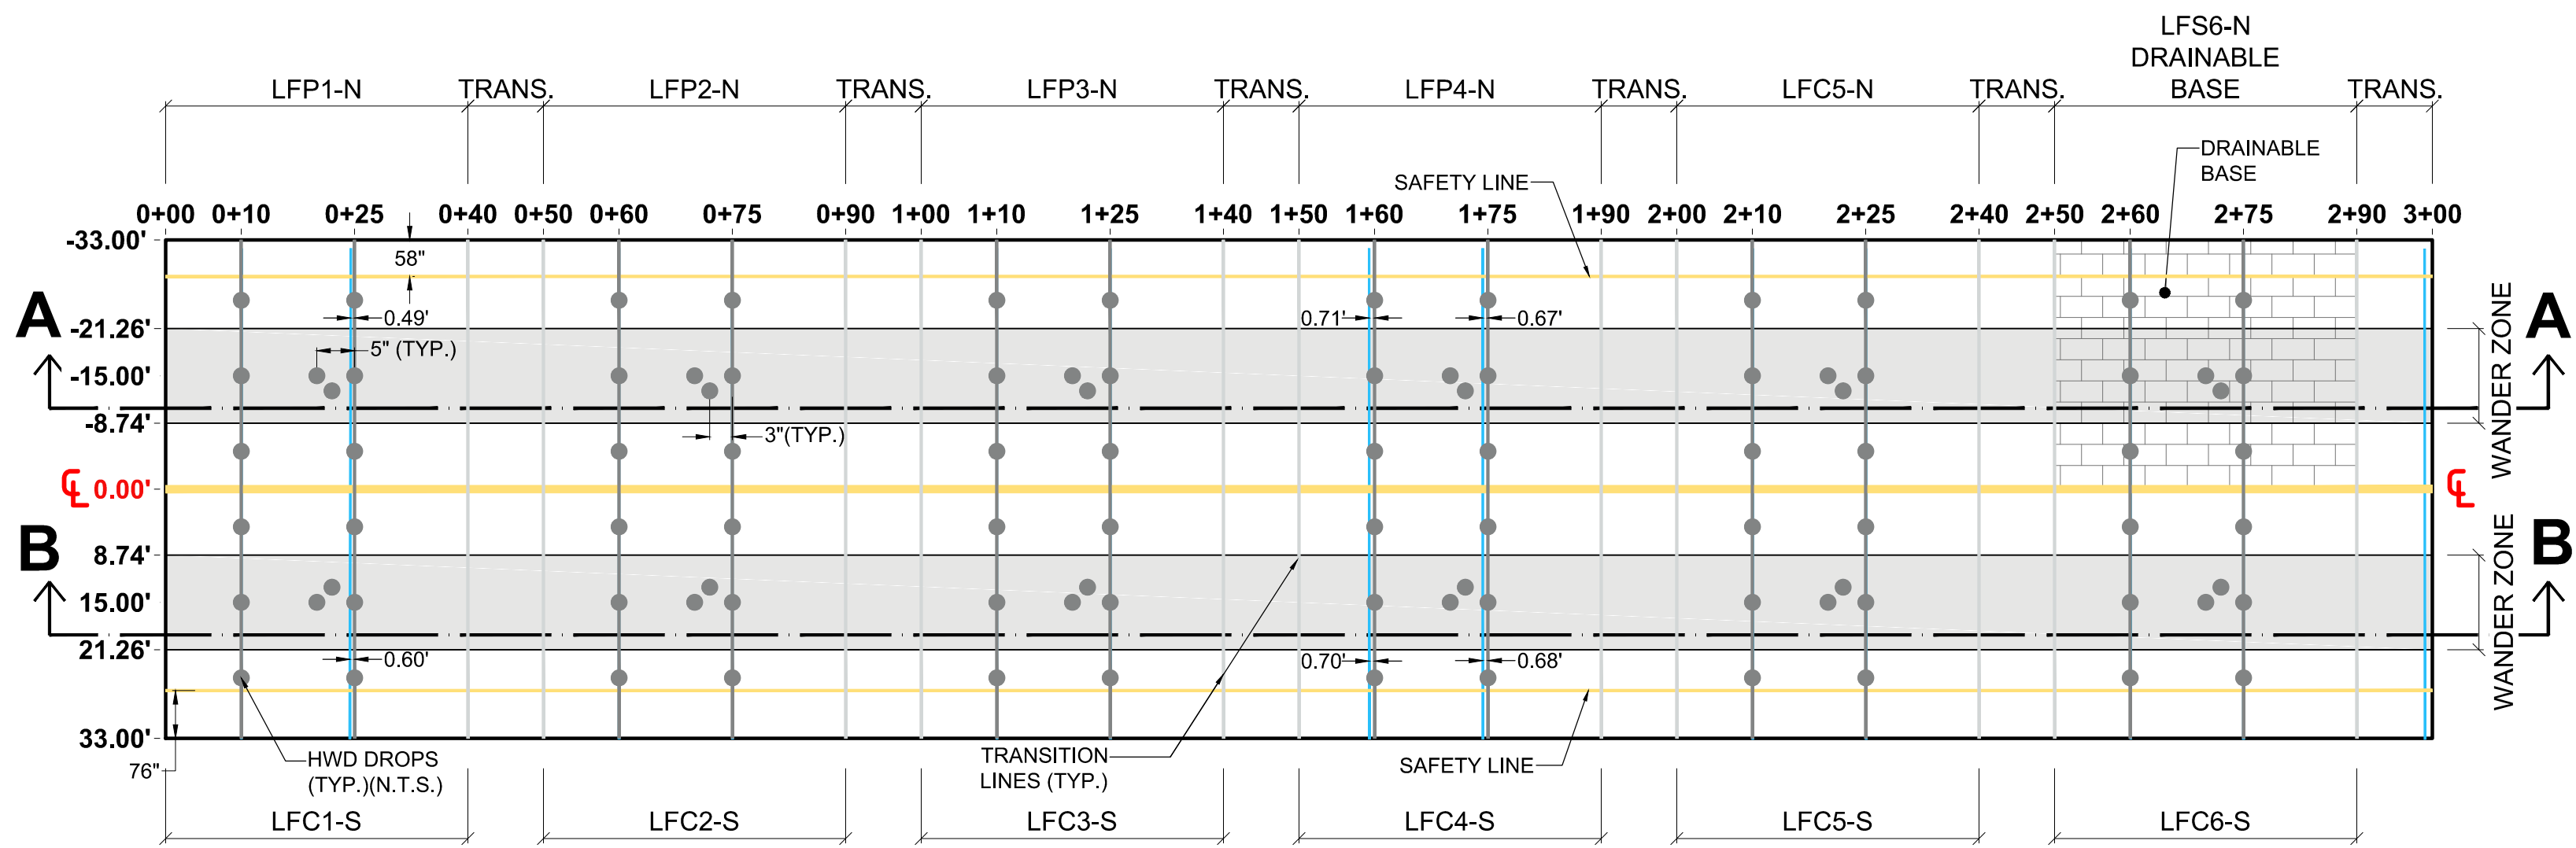 LFS6-N
DRAINABLE
BASE
LFP1-N TRANS. LFP2-N TRANS. LFP3-N TRANS. LFP4-N TRANS. LFC5-N TRANS. TRANS.
DRAINABLE
BASE
SAFETY LINE
0+00 0+10 0+25 0+40 0+50 0+60 0+75 0+90 1+00 1+10 1+25 1+40 1+50 1+60 1+75 1+90 2+00 2+10 2+25 2+40 2+50 2+60 2+75 2+90 3+00
-33.00'
58"
A
-21.26'
0.49'
0.71'
0.67'
A
5" (TYP.)
-15.00'
-8.74'
3"(TYP.)
WANDER ZONE
CL 0.00' CL
B
8.74'
B
15.00'
21.26'
0.60'
0.70'
0.68'
WANDER ZONE
33.00'
76"
HWD DROPS
(TYP.)(N.T.S.)
TRANSITION
LINES (TYP.)
SAFETY LINE
LFC1-S LFC2-S LFC3-S LFC4-S LFC5-S LFC6-S